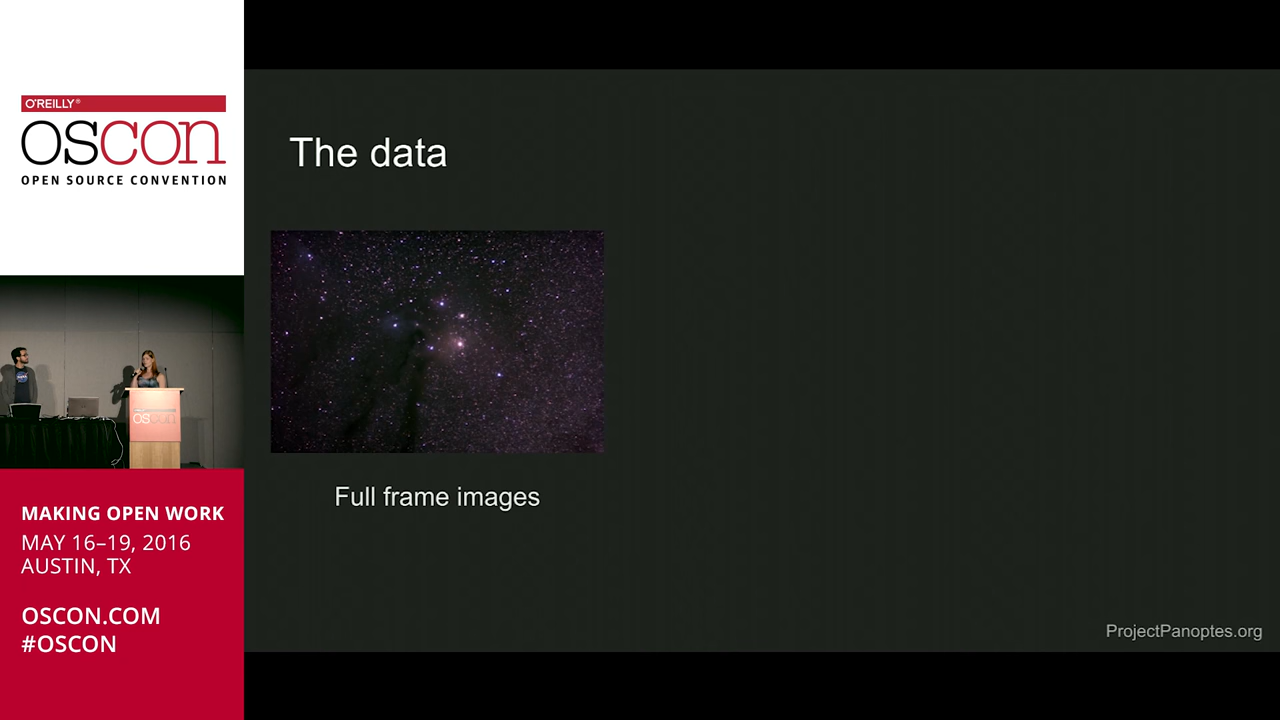 O'REILLY®
OSCON
OPEN SOURCE CONVENTION
MAKING OPEN WORK
MAY 16–19, 2016
AUSTIN, TX
OSCON.COM
#OSCON
The data
Full frame images
ProjectPanoptes.org